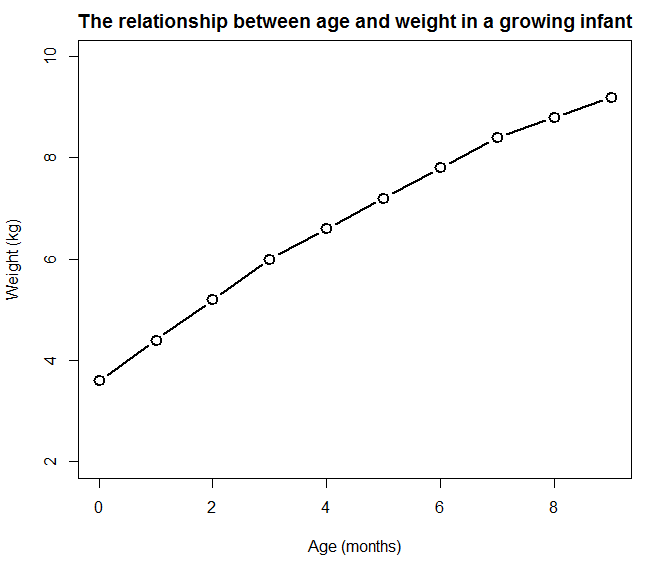 The relationship between age and weight in a growing infant
10
8
6
4
2
Weight (kg)
0 2 4 6 8
Age (months)